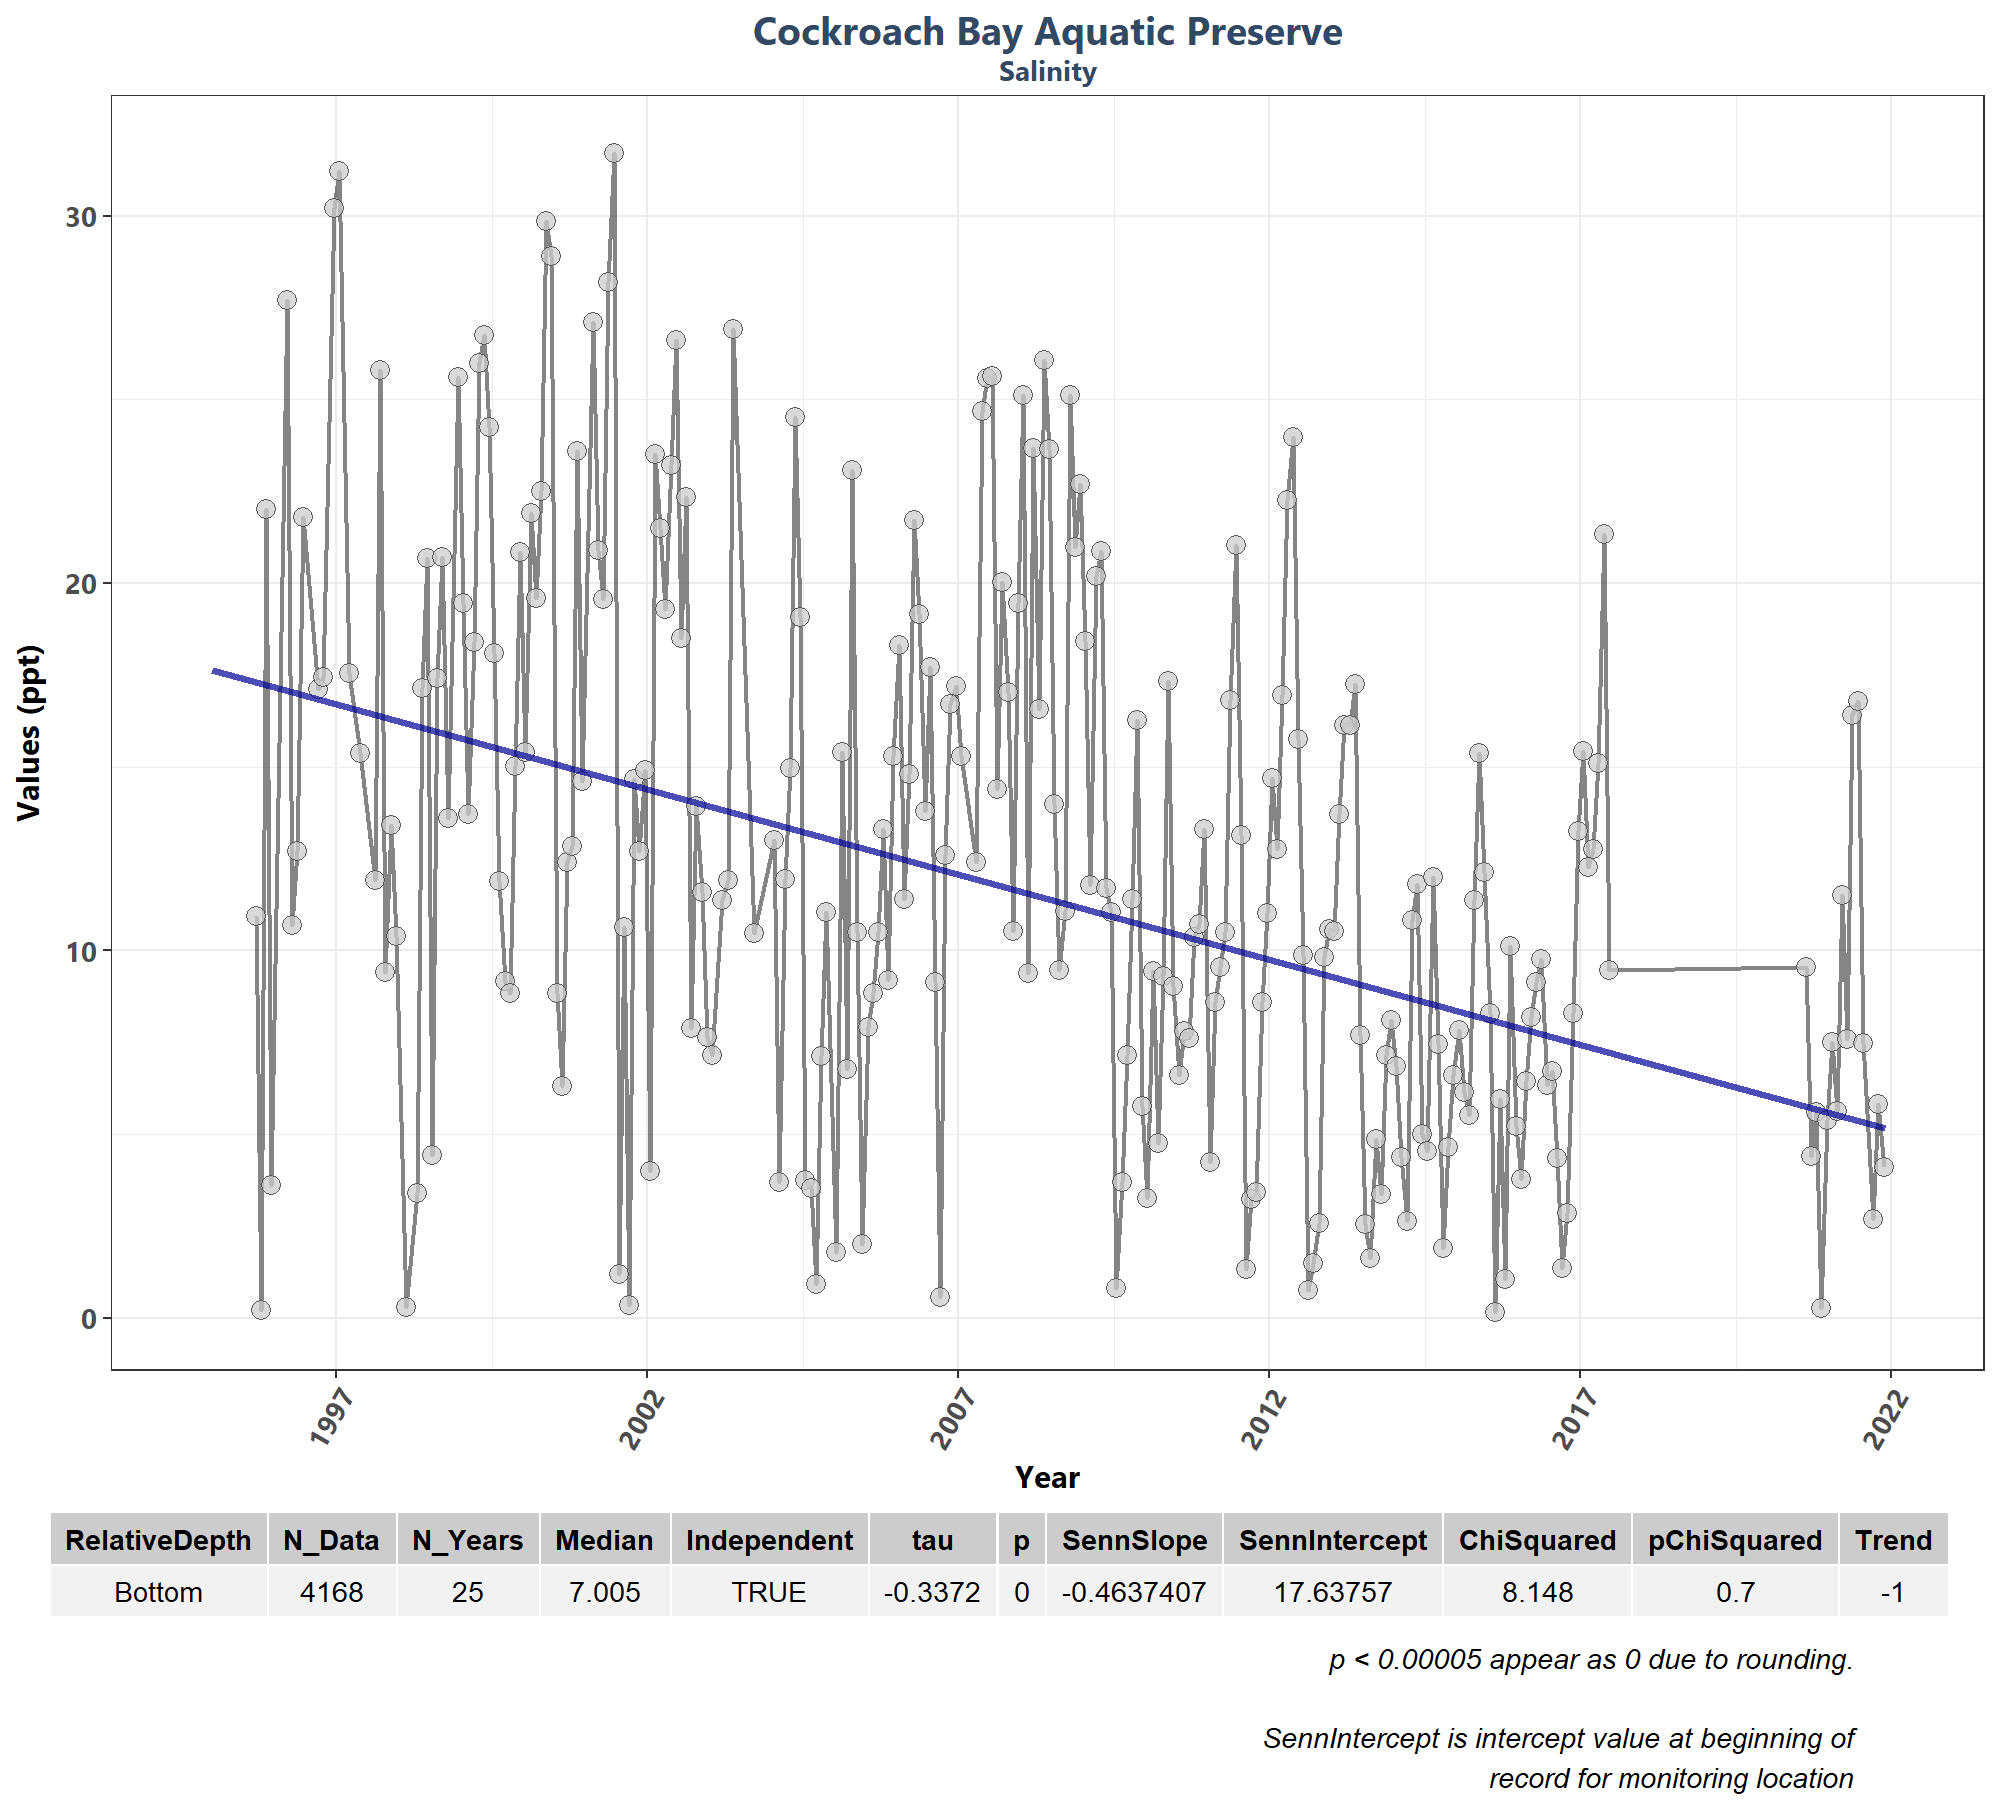 Cockroach Bay Aquatic Preserve
Salinity
Values (ppt)
30
20
10
0
1997 2002 2007 2012 2017 2022
Year
RelativeDepth N_Data N_Years Median Independent tau p SennSlope SennIntercept ChiSquared pChiSquared Trend
Bottom 4168 25 7.005 TRUE -0.3372 0 -0.4637407 17.63757 8.148 0.7 -1
p < 0.00005 appear as 0 due to rounding.
SennIntercept is intercept value at beginning of
record for monitoring location